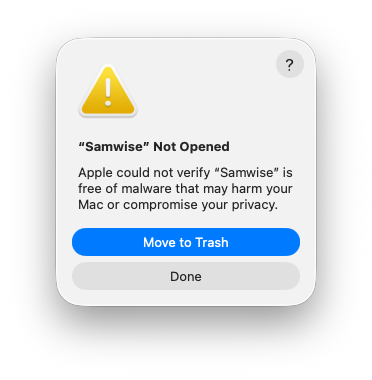 ?
“Samwise” Not Opened
Apple could not verify “Samwise” is
free of malware that may harm your
Mac or compromise your privacy.
Move to Trash
Done